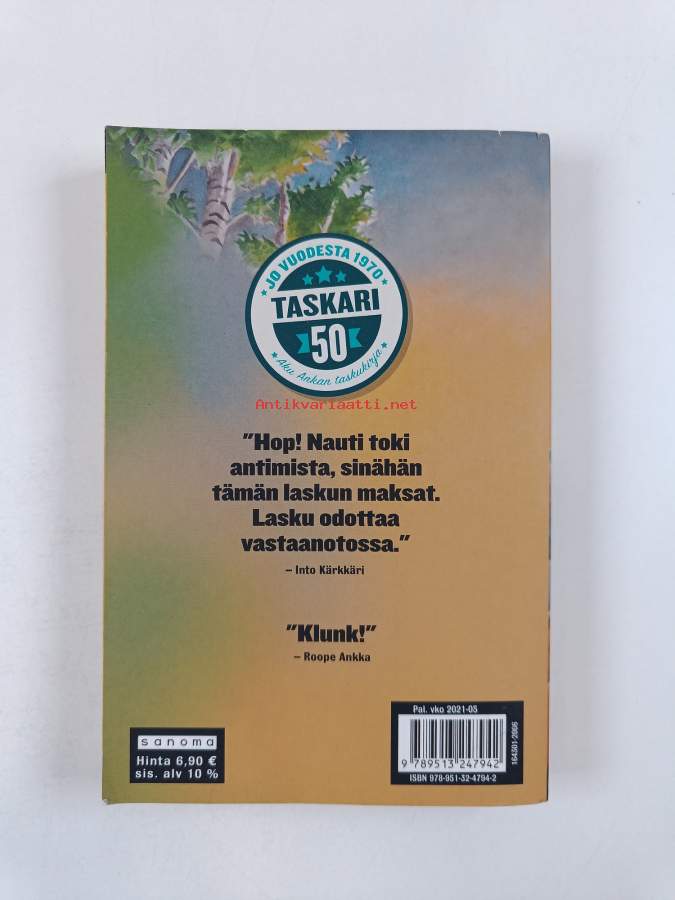 JO VUODESTA 1970
TASKARI
50
Aku Ankan taskukirja
Antikvariaatti.net
"Hop! Nauti toki
antimista, sinähän
tämän laskun maksat.
Lasku odottaa
vastaanotossa."
– Into Kärkkäri
"Klunk!"
– Roope Ankka
sanoma
Hinta 6,90 €
sis. alv 10 %
Pal. vko 2021-05
9 789513 247942
ISBN 978-951-32-4794-2
164301-2006